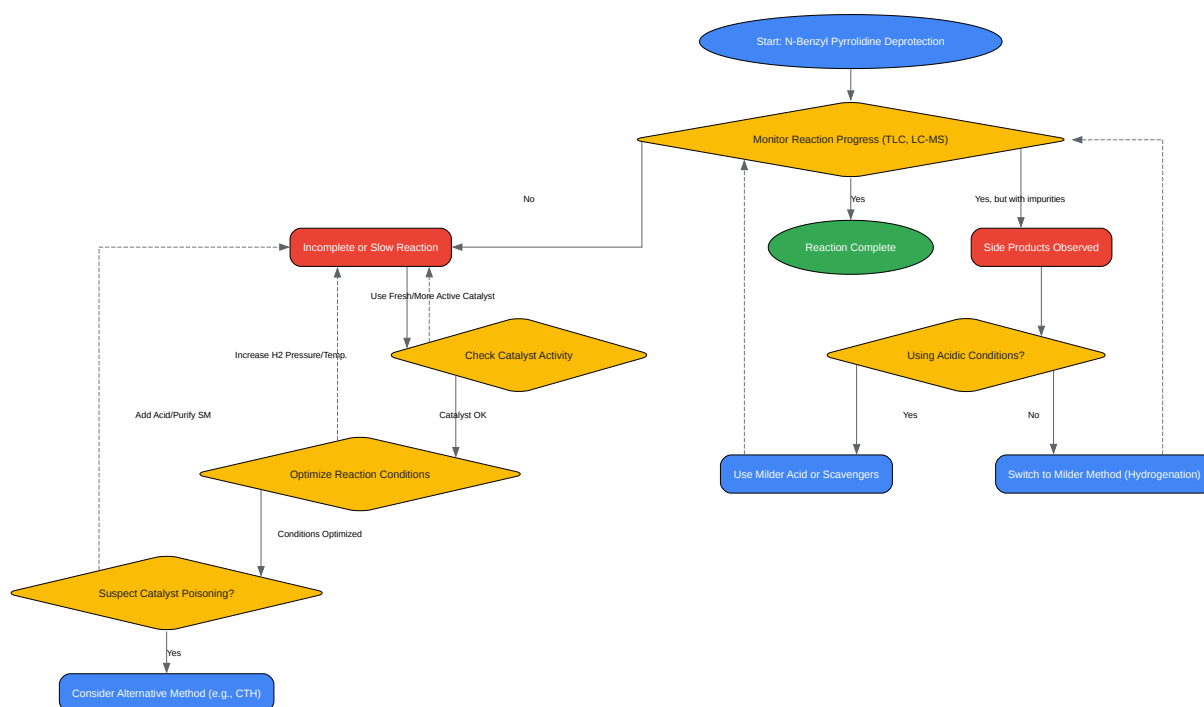 Start: N-Benzyl Pyrrolidine Deprotection
Monitor Reaction Progress (TLC, LC-MS)
No
Yes
Yes, but with impurities
Incomplete or Slow Reaction
Reaction Complete
Side Products Observed
Use Fresh/More Active Catalyst
Increase H2 Pressure/Temp.
Check Catalyst Activity
Using Acidic Conditions?
Add Acid/Purify SM
Catalyst OK
Yes
No
Optimize Reaction Conditions
Use Milder Acid or Scavengers
Switch to Milder Method (Hydrogenation)
Conditions Optimized
Suspect Catalyst Poisoning?
Yes
Consider Alternative Method (e.g., CTH)